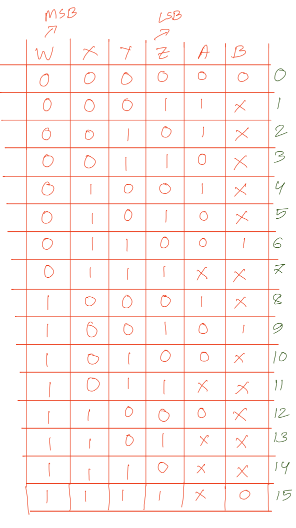 MSB LSB
W X Y Z A B
0 0 0 0 0 0 0
0 0 0 1 1 X 1
0 0 1 0 1 X 2
0 0 1 1 0 X 3
0 1 0 0 1 X 4
0 1 0 1 0 X 5
0 1 1 0 0 1 6
0 1 1 1 X X 7
1 0 0 0 1 X 8
1 0 0 1 0 1 9
1 0 1 0 0 X 10
1 0 1 1 X X 11
1 1 0 0 0 X 12
1 1 0 1 X X 13
1 1 1 0 X X 14
1 1 1 1 X 0 15